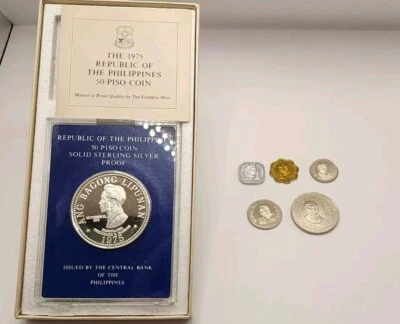 THE 1975
REPUBLIC OF
THE PHILIPPINES
50-PISO COIN
Minted in Proof Quality by The Franklin Mint
REPUBLIC OF THE PHILIPPINES
50 PISO COIN
SOLID STERLING SILVER
PROOF
ANG BAGONG LIPUNAN
1975
ISSUED BY THE CENTRAL BANK
OF THE
PHILIPPINES